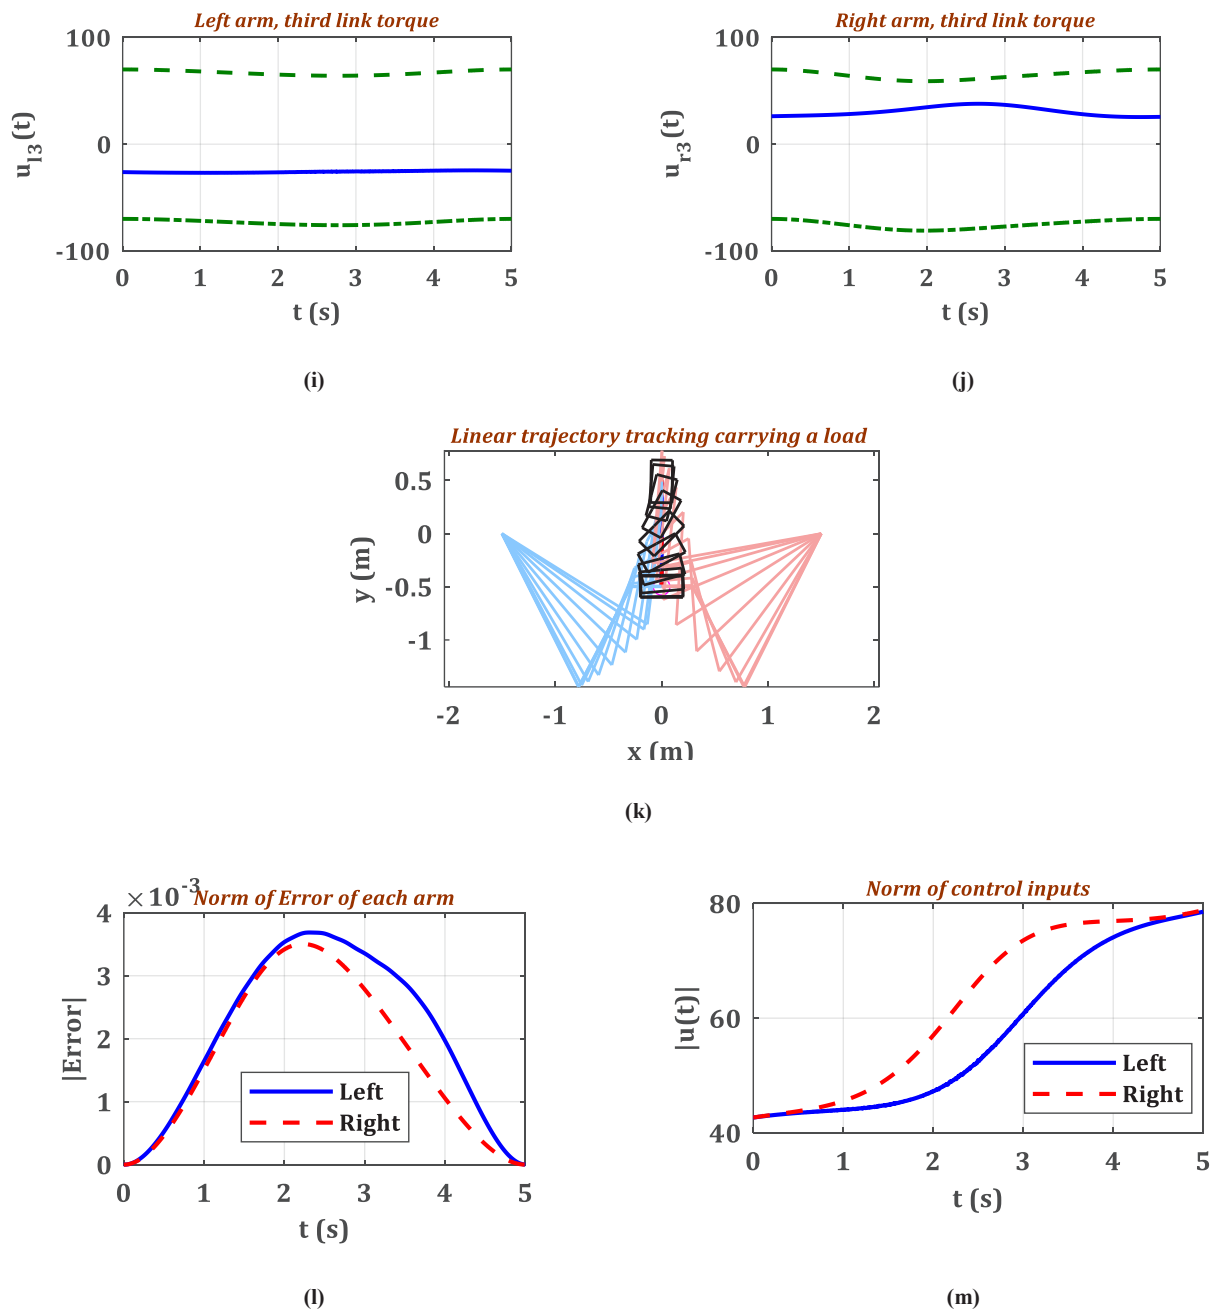 Left arm, third link torque
100
0
-100
u_l3(t)
0 1 2 3 4 5
t (s)
(i)
Right arm, third link torque
100
0
-100
u_r3(t)
0 1 2 3 4 5
t (s)
(j)
Linear trajectory tracking carrying a load
0.5
0
-0.5
-1
y (m)
-2 -1 0 1 2
x (m)
(k)
×10^-3
Norm of Error of each arm
4
3
2
1
0
|Error|
Left
Right
0 1 2 3 4 5
t (s)
(l)
Norm of control inputs
80
60
40
|u(t)|
Left
Right
0 1 2 3 4 5
t (s)
(m)